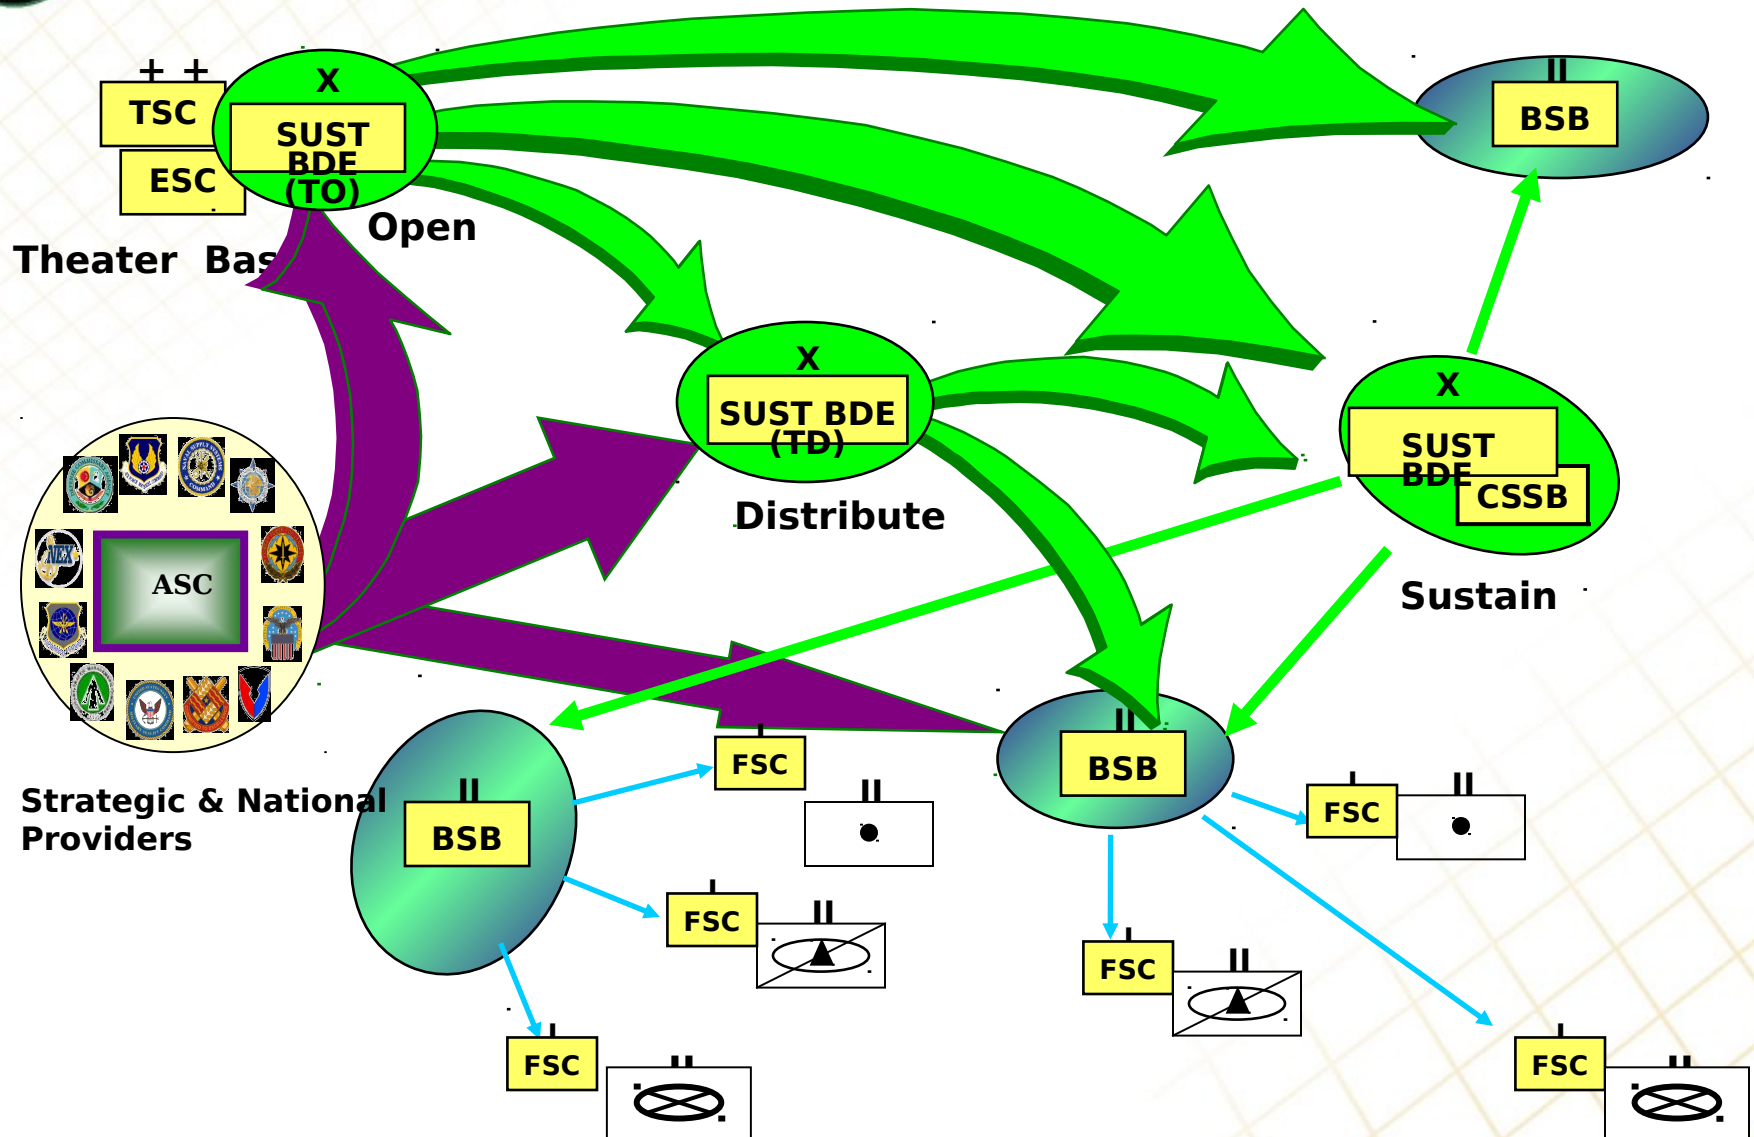 + +
TSC
ESC
X
SUST
BDE
(TO)
Open
Theater Bas
II
BSB
X
SUST BDE
(TD)
Distribute
X
SUST
BDE
CSSB
Sustain
NEX
ASC
Strategic & National
Providers
II
BSB
I
FSC
II
I
FSC
II
I
FSC
II
II
BSB
I
FSC
II
I
FSC
II
I
FSC
II